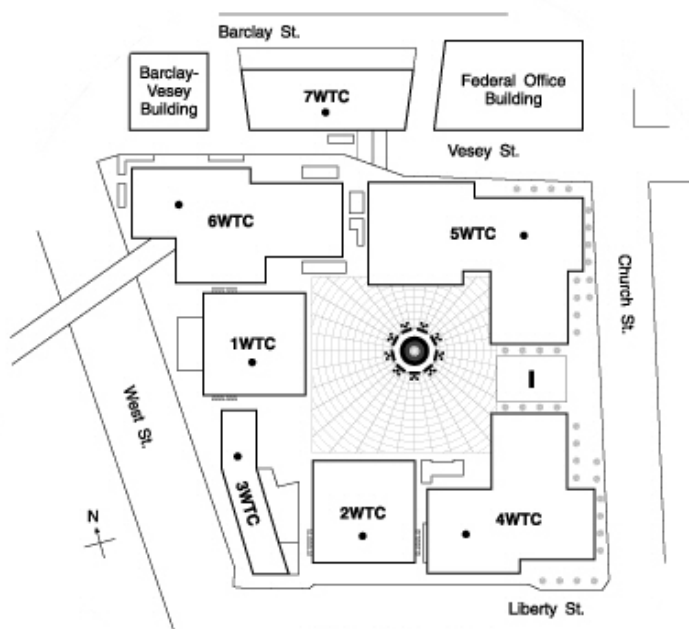 Barclay St.
Barclay-
Vesey
Building
7WTC
Federal Office
Building
Vesey St.
6WTC
5WTC
Church St.
1WTC
West St.
3WTC
2WTC
4WTC
N
Liberty St.